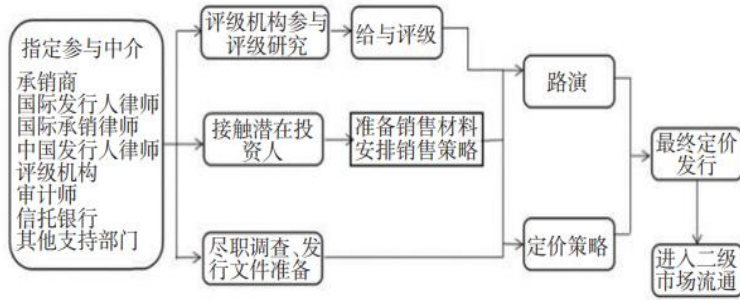 指定参与中介
承销商
国际发行人律师
国际承销律师
中国发行人律师
评级机构
审计师
信托银行
其他支持部门
评级机构参与
评级研究
给与评级
接触潜在投
资人
准备销售材料
安排销售策略
尽职调查、发
行文件准备
路演
定价策略
最终定价
发行
进入二级
市场流通